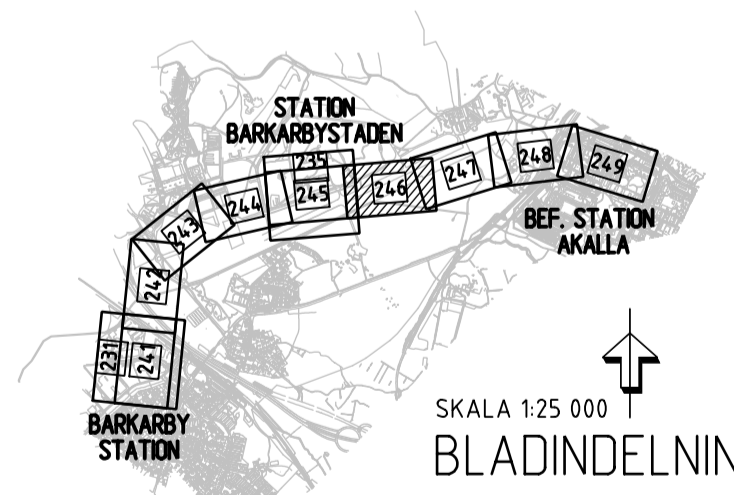 STATION
BARKARBYSTADEN
235
245
246
247
248
249
244
243
242
231
241
BEF. STATION
AKALLA
BARKARBY
STATION
SKALA 1:25 000
BLADINDELNIN